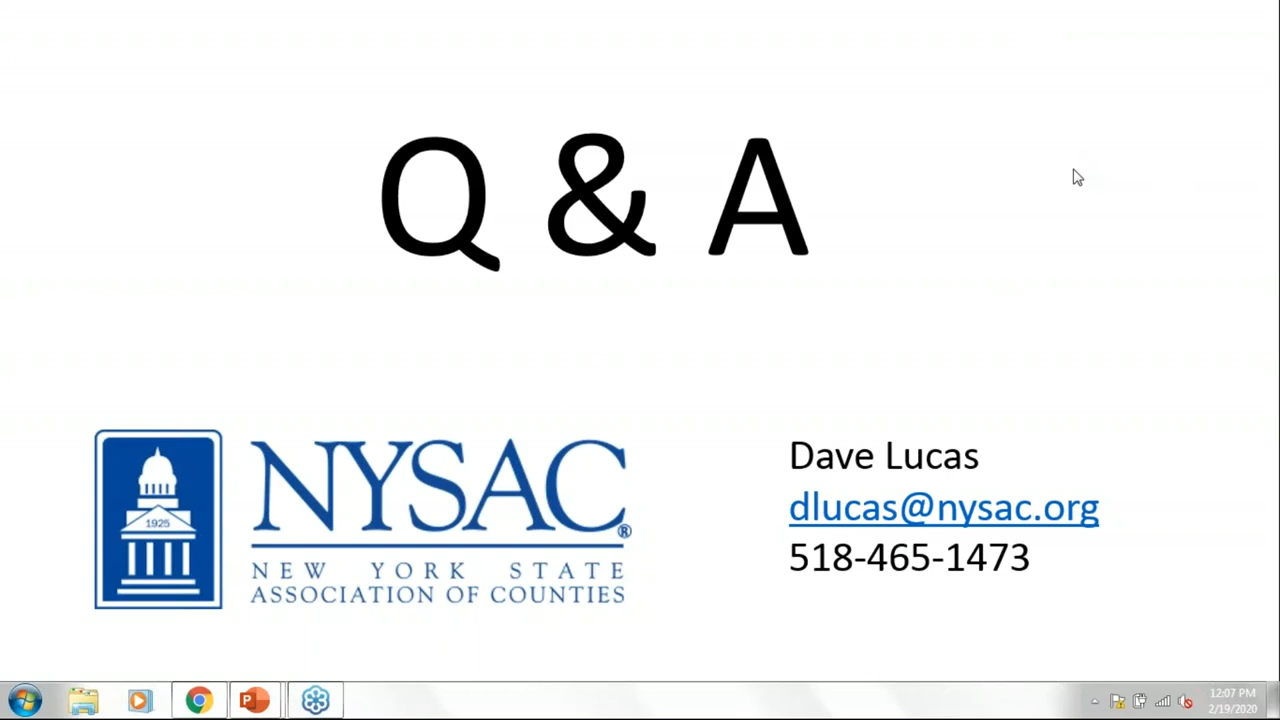 Q & A
1925
NYSAC®
NEW YORK STATE
ASSOCIATION OF COUNTIES
Dave Lucas
dlucas@nysac.org
518-465-1473
12:07 PM
2/19/2020